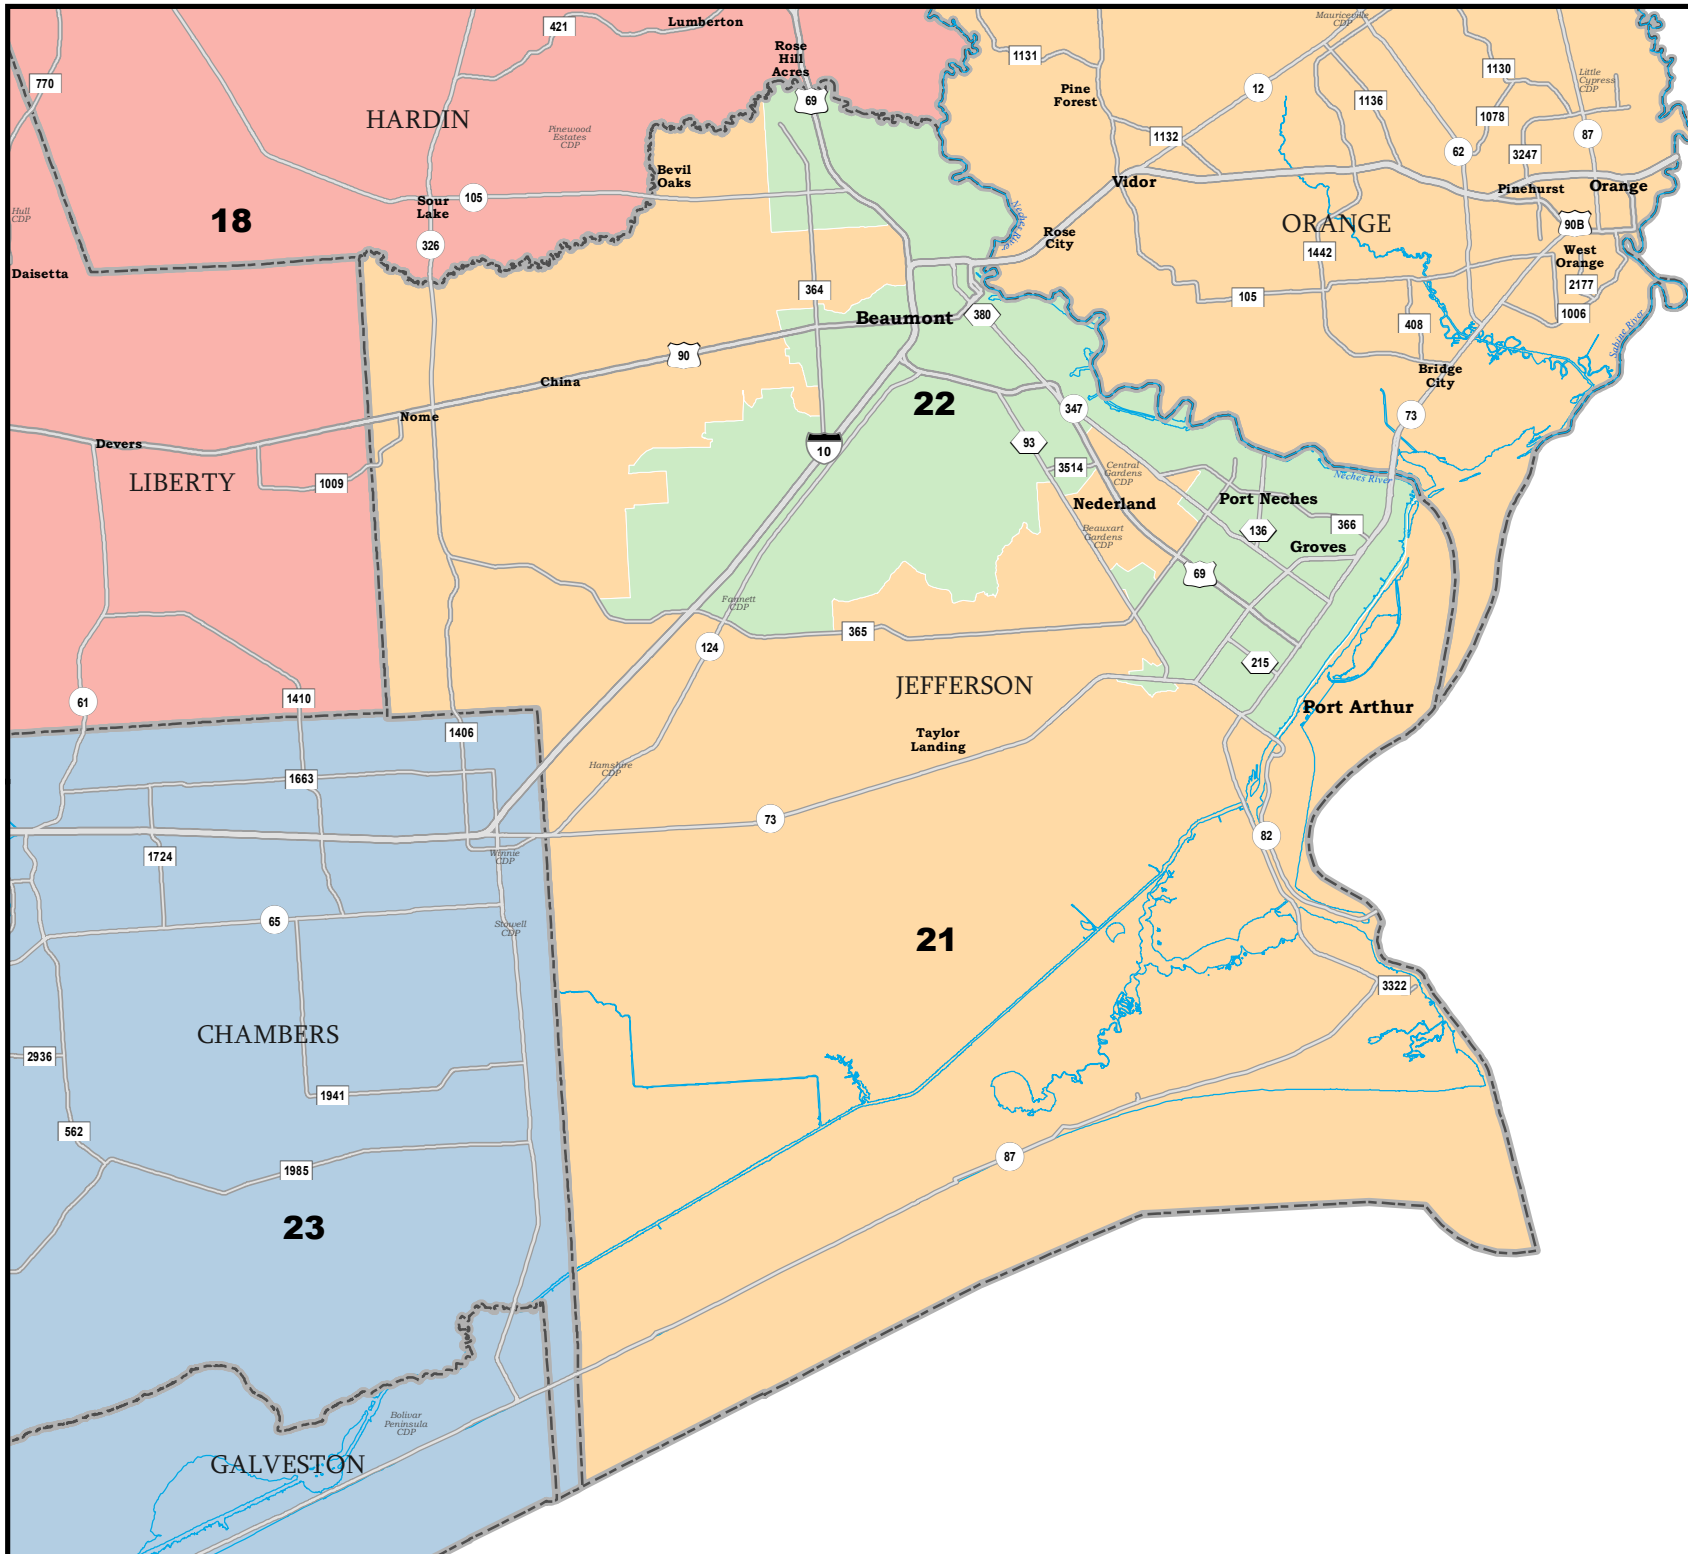 Lumberton
421
Mauriceville
CDP
Rose
Hill
Acres
1131
770
1130
Little
Cypress
CDP
69
12
Pine
Forest
1136
1078
HARDIN
Pinewood
Estates
CDP
1132
87
62
3247
Bevil
Oaks
Vidor
Pinehurst
Orange
105
Sour
Lake
Hull
CDP
18
Neches River
ORANGE
90B
326
Rose
City
1442
West
Orange
Daisetta
364
105
2177
1006
Beaumont
380
408
Sabine River
90
China
Bridge
City
22
347
73
Nome
Devers
93
10
3514
Central
Gardens
CDP
LIBERTY
1009
Neches River
Nederland
Port Neches
136
366
Beauxart
Gardens
CDP
Groves
69
Fannett
CDP
365
124
215
JEFFERSON
61
1410
Port Arthur
1406
Taylor
Landing
Hamshire
CDP
1663
73
82
1724
Winnie
CDP
65
Stowell
CDP
21
3322
CHAMBERS
2936
1941
562
87
1985
23
Bolivar
Peninsula
CDP
GALVESTON